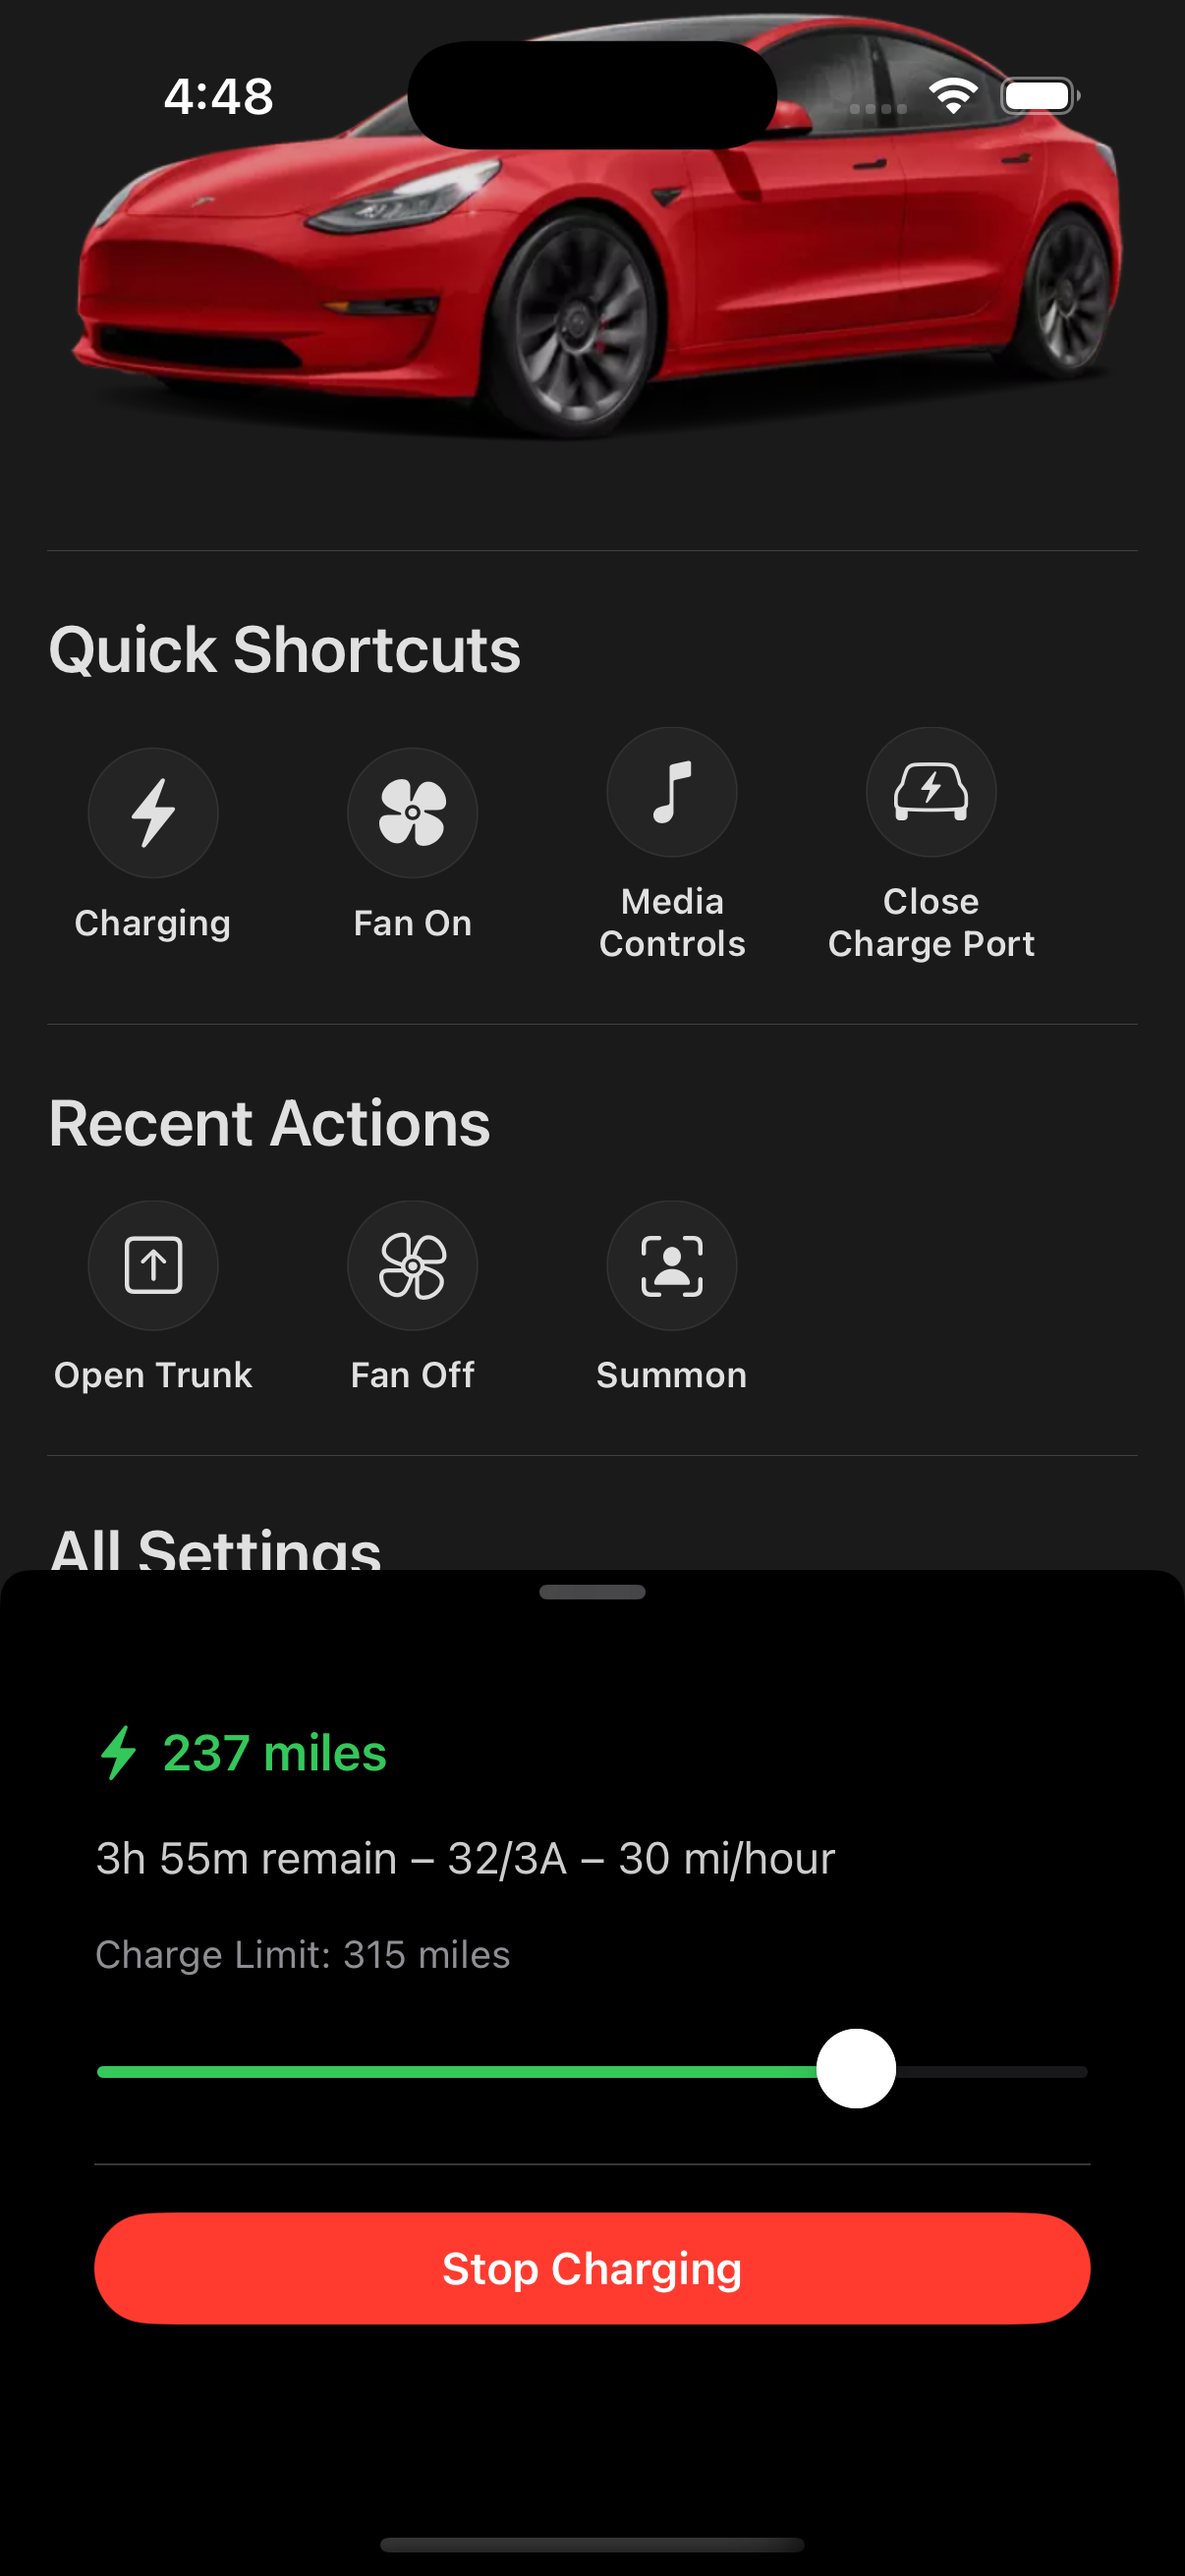 4:48
Quick Shortcuts
Charging
Fan On
Media
Controls
Close
Charge Port
Recent Actions
Open Trunk
Fan Off
Summon
All Settings
237 miles
3h 55m remain – 32/3A – 30 mi/hour
Charge Limit: 315 miles
Stop Charging